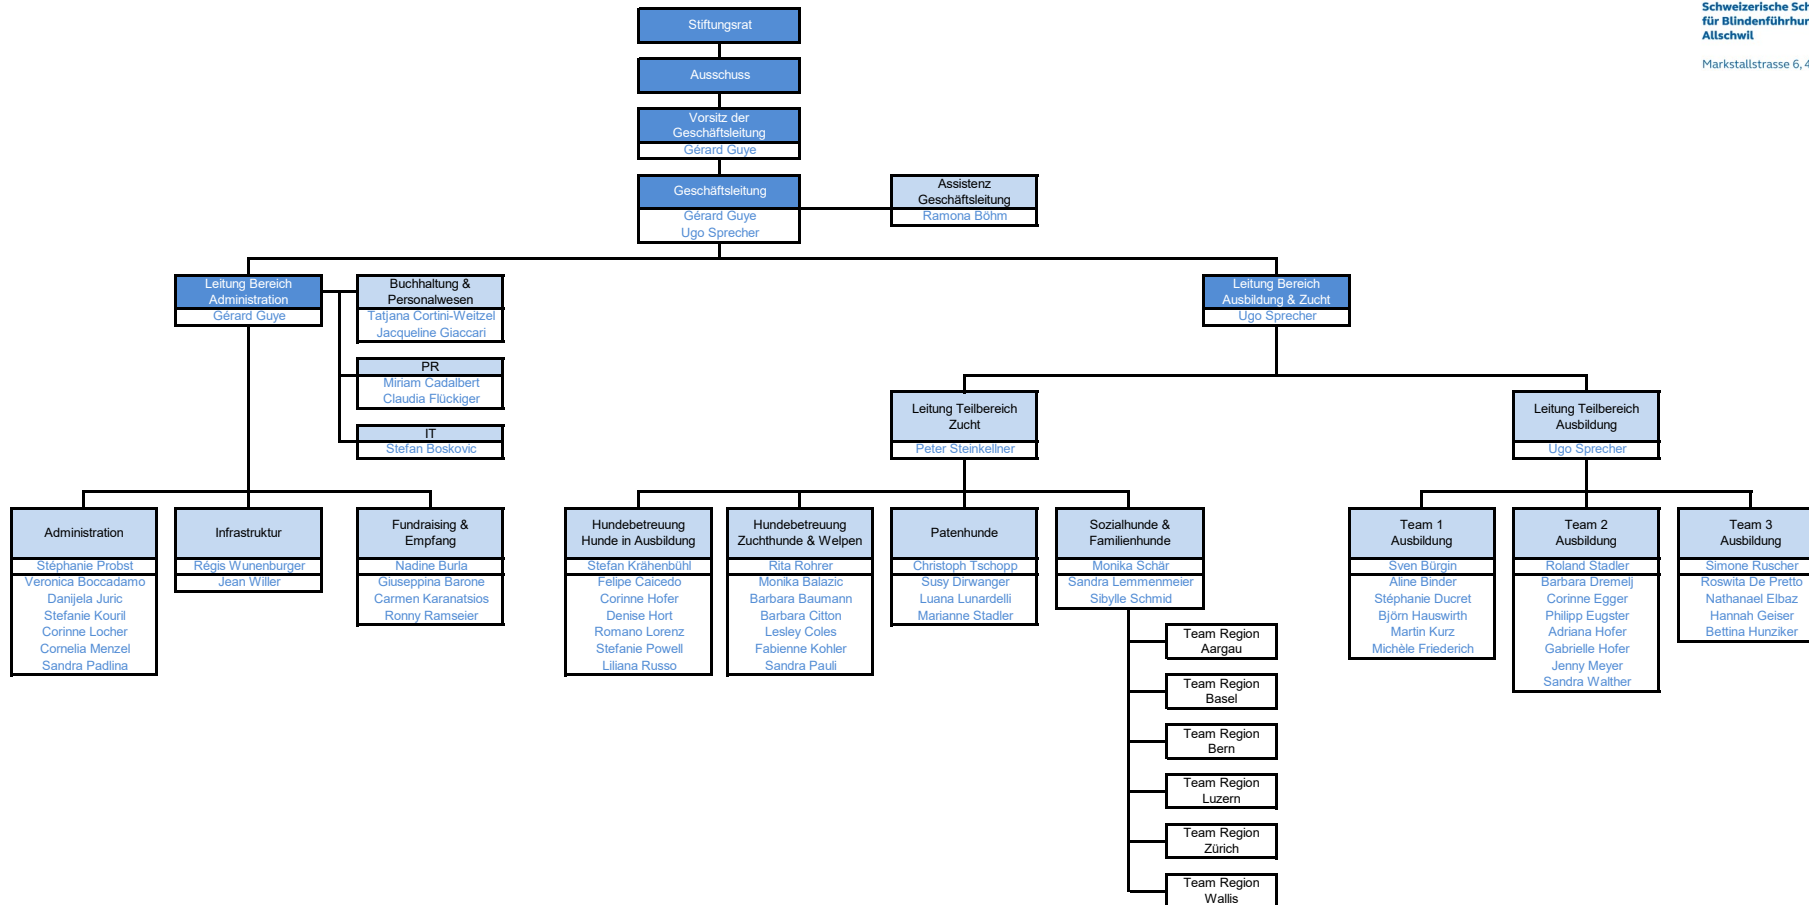 Schweizerische Sch
für Blindenführhun
Allschwil
Markstallstrasse 6, 4
Stiftungsrat
Ausschuss
Vorsitz der
Geschäftsleitung
Gérard Guye
Geschäftsleitung
Gérard Guye
Ugo Sprecher
Assistenz
Geschäftsleitung
Ramona Böhm
Leitung Bereich
Administration
Gérard Guye
Buchhaltung &
Personalwesen
Tatjana Cortini-Weitzel
Jacqueline Giaccari
PR
Miriam Cadalbert
Claudia Flückiger
IT
Stefan Boskovic
Leitung Bereich
Ausbildung & Zucht
Ugo Sprecher
Leitung Teilbereich
Zucht
Peter Steinkellner
Leitung Teilbereich
Ausbildung
Ugo Sprecher
Administration
Stéphanie Probst
Veronica Boccadamo
Danijela Juric
Stefanie Kouril
Corinne Locher
Cornelia Menzel
Sandra Padlina
Infrastruktur
Régis Wunenburger
Jean Willer
Fundraising &
Empfang
Nadine Burla
Giuseppina Barone
Carmen Karanatsios
Ronny Ramseier
Hundebetreuung
Hunde in Ausbildung
Stefan Krähenbühl
Felipe Caicedo
Corinne Hofer
Denise Hort
Romano Lorenz
Stefanie Powell
Liliana Russo
Hundebetreuung
Zuchthunde & Welpen
Rita Rohrer
Monika Balazic
Barbara Baumann
Barbara Citton
Lesley Coles
Fabienne Kohler
Sandra Pauli
Patenhunde
Christoph Tschopp
Susy Dirwanger
Luana Lunardelli
Marianne Stadler
Sozialhunde &
Familienhunde
Monika Schär
Sandra Lemmenmeier
Sibylle Schmid
Team Region
Aargau
Team Region
Basel
Team Region
Bern
Team Region
Luzern
Team Region
Zürich
Team Region
Wallis
Team 1
Ausbildung
Sven Bürgin
Aline Binder
Stéphanie Ducret
Björn Hauswirth
Martin Kurz
Michèle Friederich
Team 2
Ausbildung
Roland Stadler
Barbara Dremelj
Corinne Egger
Philipp Eugster
Adriana Hofer
Gabrielle Hofer
Jenny Meyer
Sandra Walther
Team 3
Ausbildung
Simone Ruscher
Roswita De Pretto
Nathanael Elbaz
Hannah Geiser
Bettina Hunziker